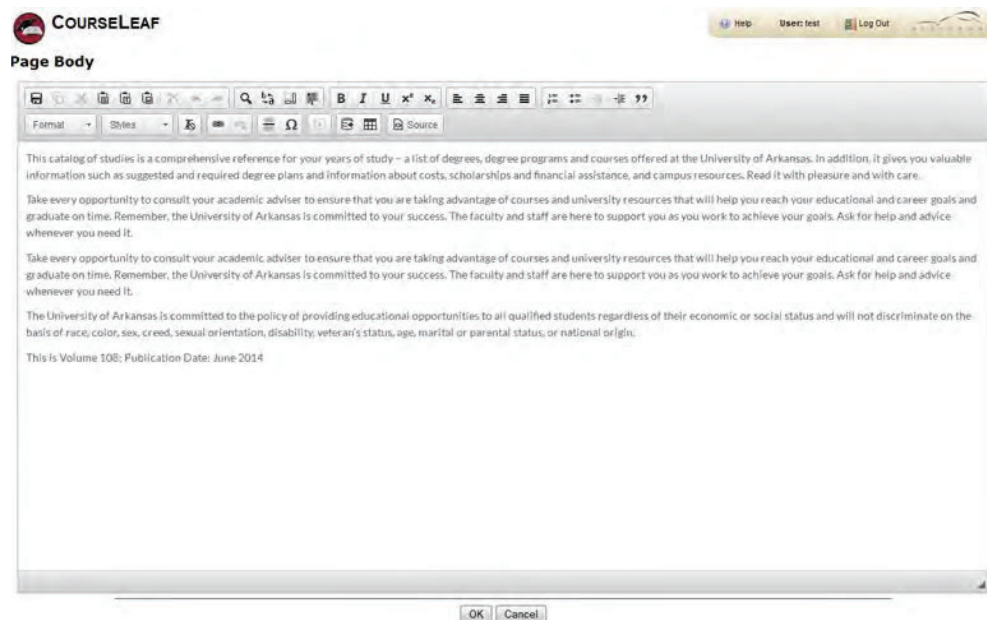 COURSELEAF
Help User: test Log Out
Page Body
B I U x² x₂
Format Styles Ω Source
This catalog of studies is a comprehensive reference for your years of study – a list of degrees, degree programs and courses offered at the University of Arkansas. In addition, it gives you valuable
information such as suggested and required degree plans and information about costs, scholarships and financial assistance, and campus resources. Read it with pleasure and with care.
Take every opportunity to consult your academic adviser to ensure that you are taking advantage of courses and university resources that will help you reach your educational and career goals and
graduate on time. Remember, the University of Arkansas is committed to your success. The faculty and staff are here to support you as you work to achieve your goals. Ask for help and advice
whenever you need it.
Take every opportunity to consult your academic adviser to ensure that you are taking advantage of courses and university resources that will help you reach your educational and career goals and
graduate on time. Remember, the University of Arkansas is committed to your success. The faculty and staff are here to support you as you work to achieve your goals. Ask for help and advice
whenever you need it.
The University of Arkansas is committed to the policy of providing educational opportunities to all qualified students regardless of their economic or social status and will not discriminate on the
basis of race, color, sex, creed, sexual orientation, disability, veteran's status, age, marital or parental status, or national origin.
This is Volume 108; Publication Date: June 2014
OK Cancel